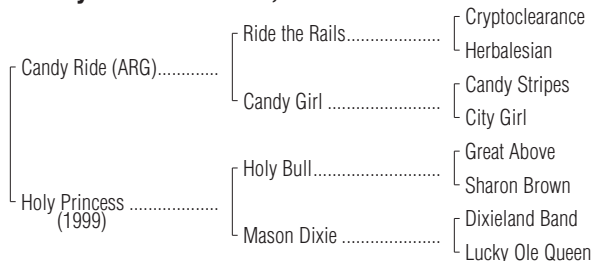 Cryptoclearance
Ride the Rails
Herbalesian
Candy Ride (ARG)
Candy Stripes
Candy Girl
City Girl
Great Above
Holy Bull
Sharon Brown
Holy Princess
(1999)
Dixieland Band
Mason Dixie
Lucky Ole Queen